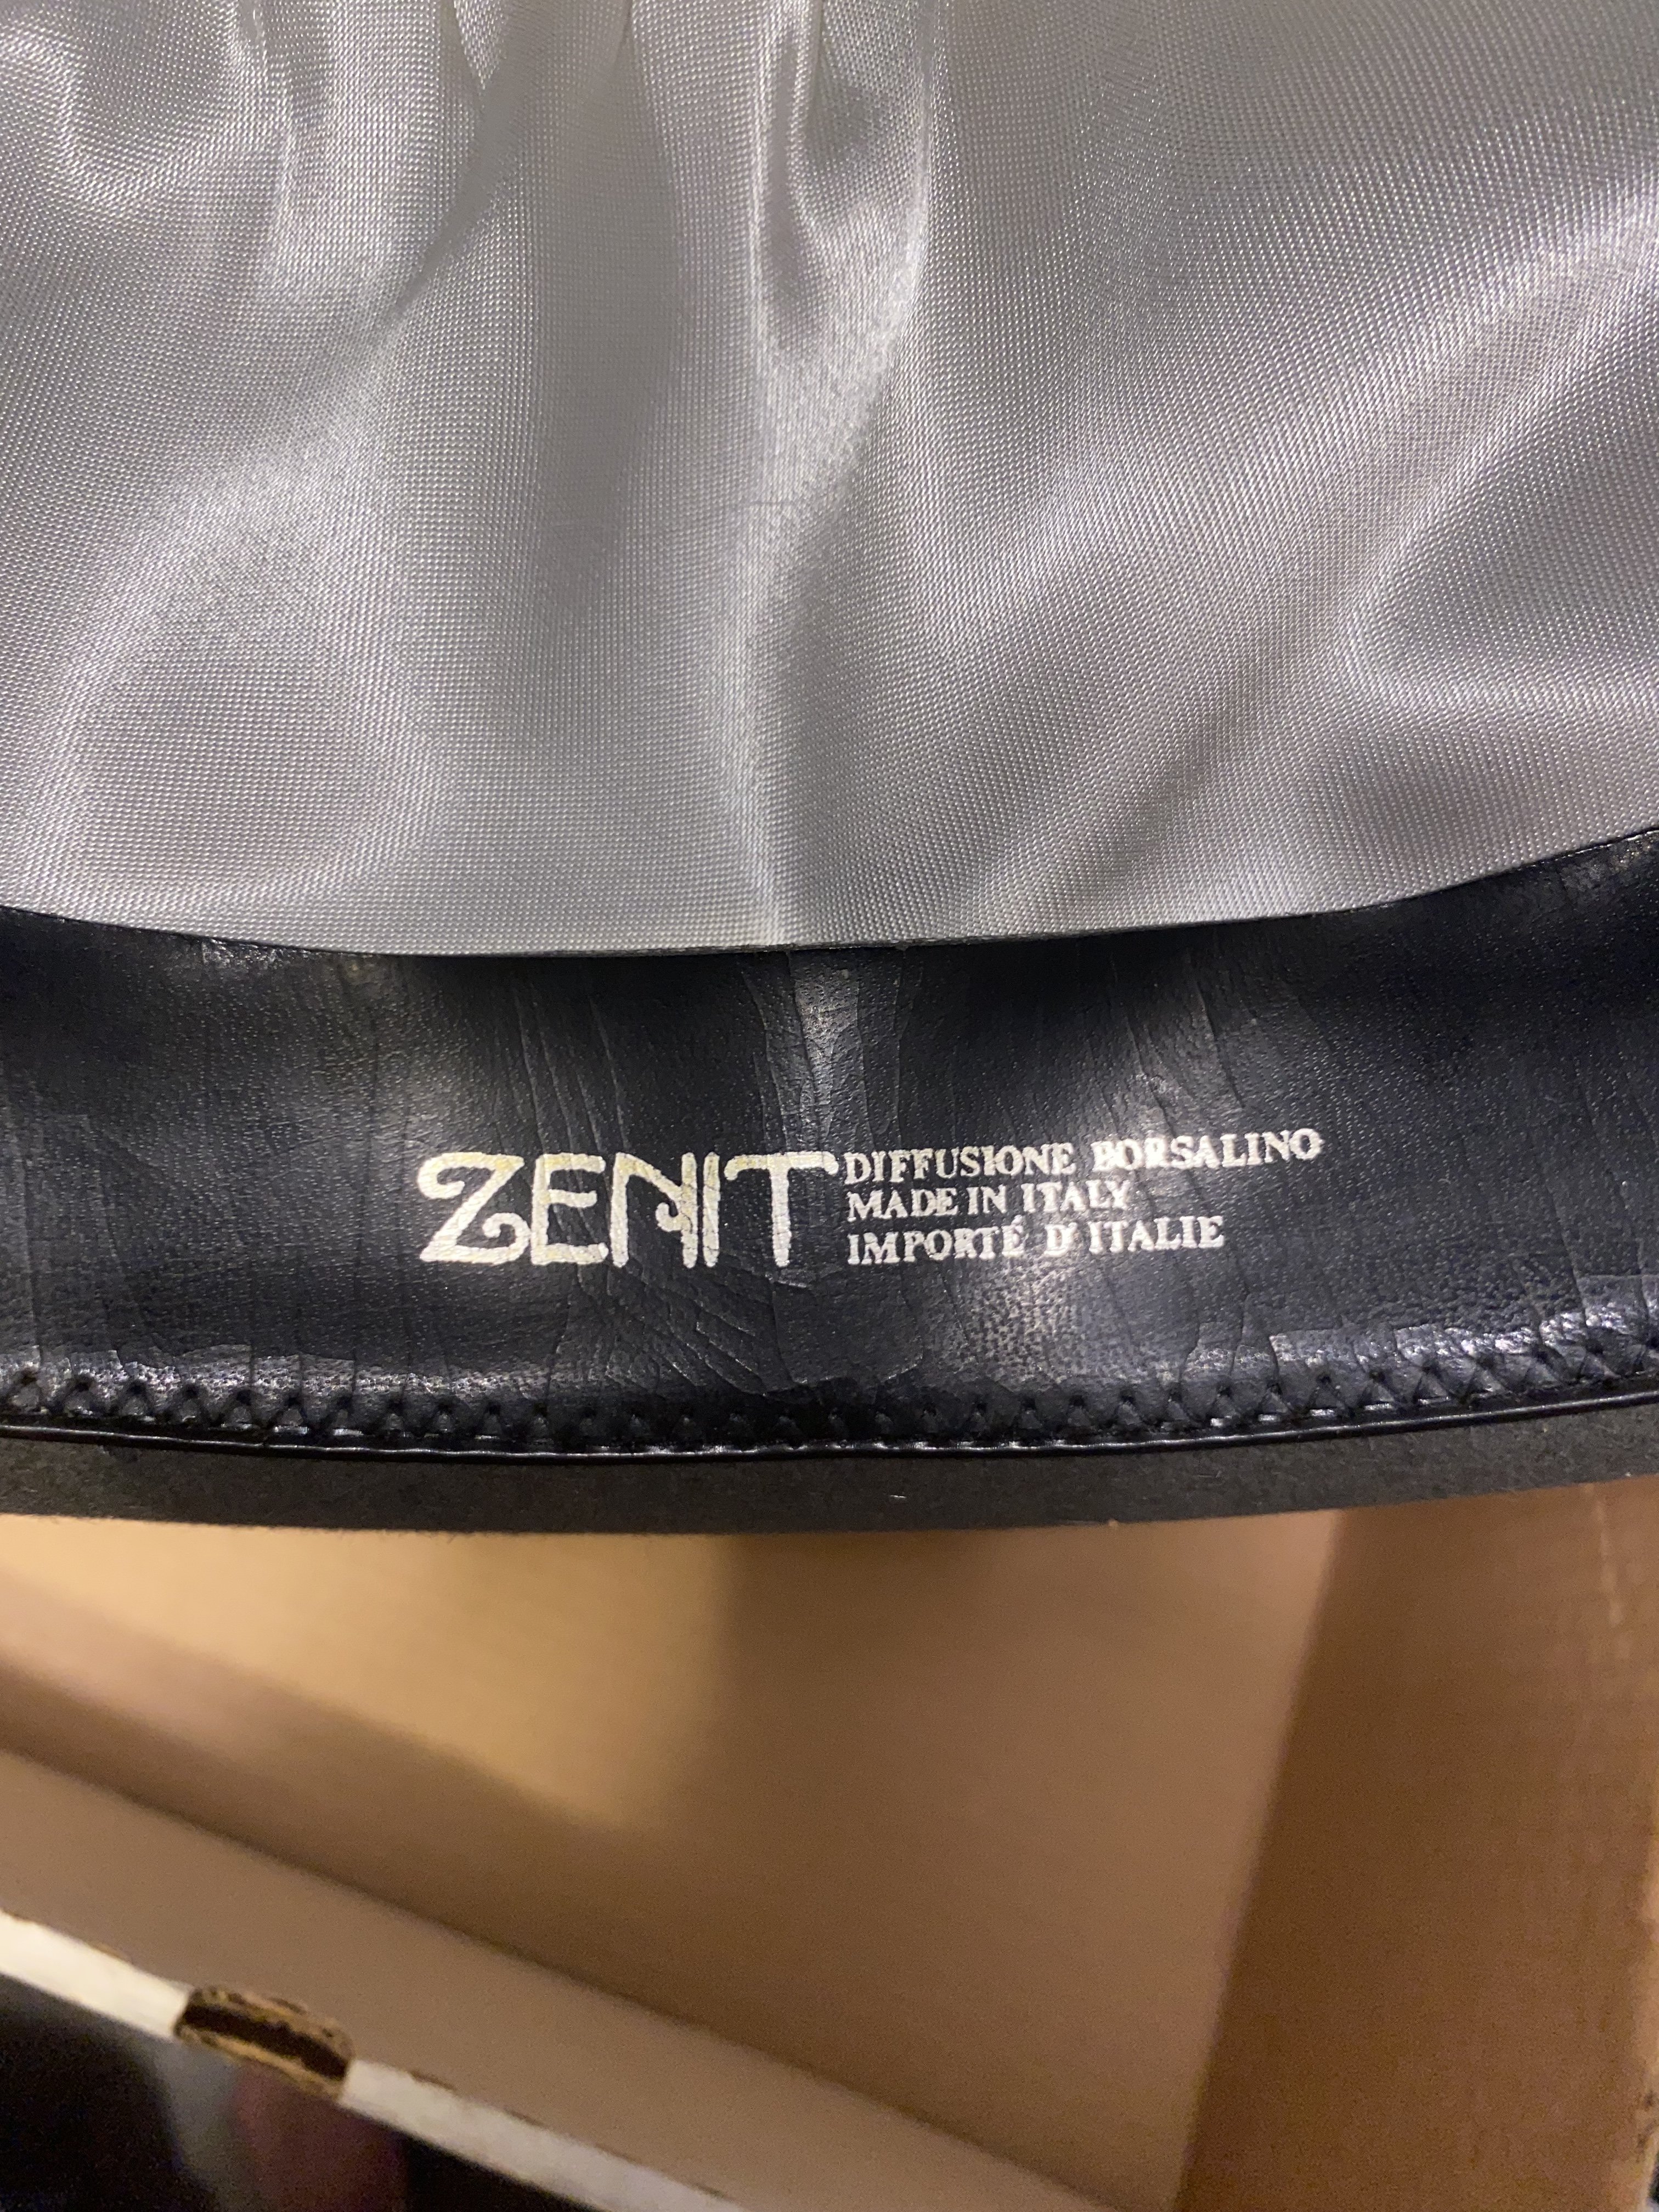 ZENIT
DIFFUSIONE BORSALINO
MADE IN ITALY
IMPORTÉ D'ITALIE